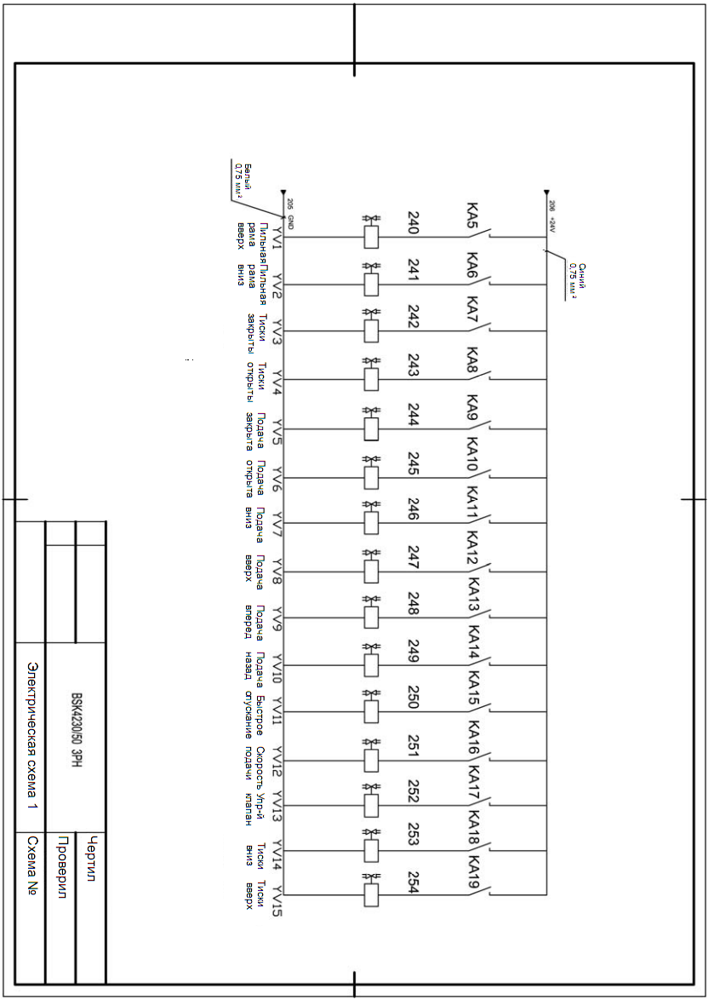 206 +24V
Синий
0,75 мм²
KA5
KA6
KA7
KA8
KA9
KA10
KA11
KA12
KA13
KA14
KA15
KA16
KA17
KA18
KA19
240
241
242
243
244
245
246
247
248
249
250
251
252
253
254
205 GND
Белый
0,75 мм²
YV1
YV2
YV3
YV4
YV5
YV6
YV7
YV8
YV9
YV10
YV11
YV12
YV13
YV14
YV15
Пильная
рама
вверх
Пильная
рама
вниз
Тиски
закрыты
Тиски
открыты
Подача
закрыта
Подача
открыта
Подача
вниз
Подача
вверх
Подача
вперед
Подача
назад
Быстрое
опускание
Скорость
подачи
Упр-й
клапан
Тиски
вниз
Тиски
вверх
BSK4230/50 3PH
Электрическая схема 1
Чертил
Проверил
Схема №